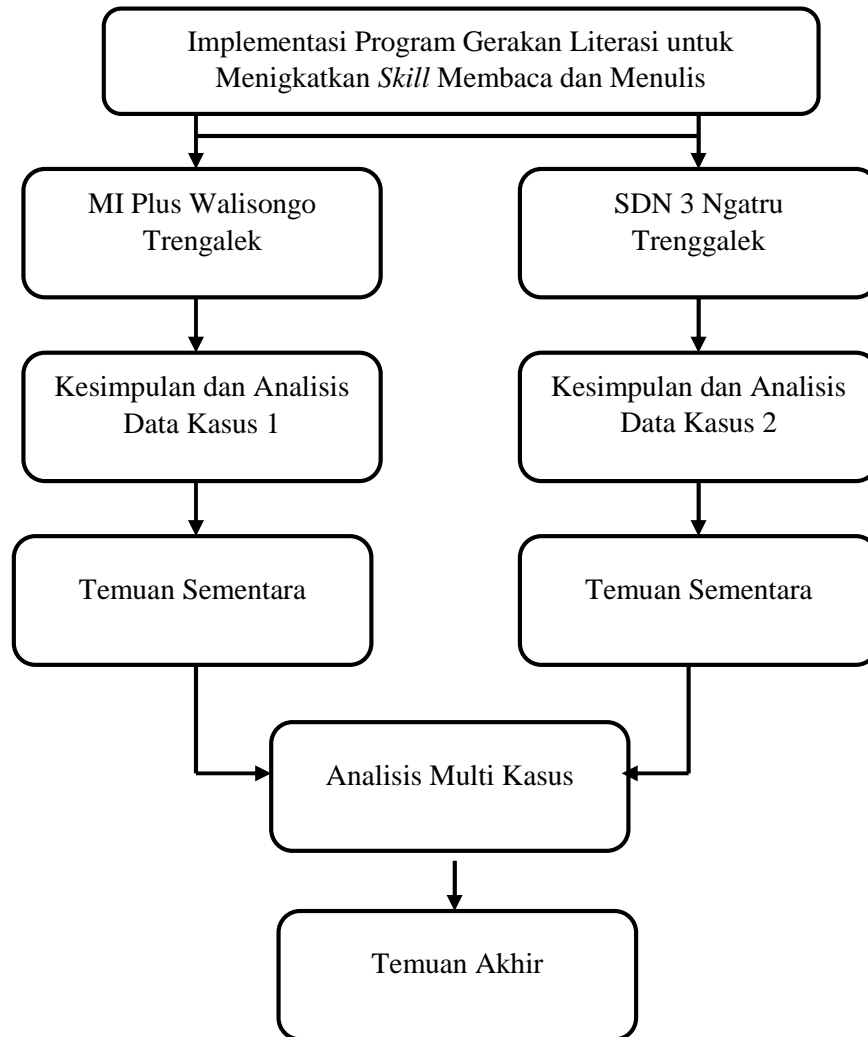 Implementasi Program Gerakan Literasi untuk
Menigkatkan Skill Membaca dan Menulis
MI Plus Walisongo
Trengalek
SDN 3 Ngatru
Trenggalek
Kesimpulan dan Analisis
Data Kasus 1
Kesimpulan dan Analisis
Data Kasus 2
Temuan Sementara
Temuan Sementara
Analisis Multi Kasus
Temuan Akhir